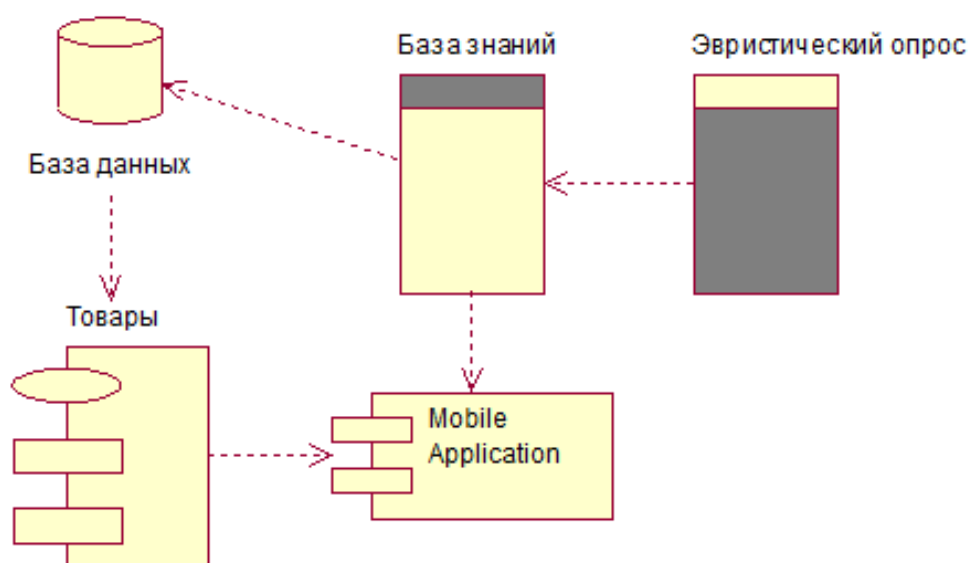 База знаний
Эвристический опрос
База данных
Товары
Mobile
Application